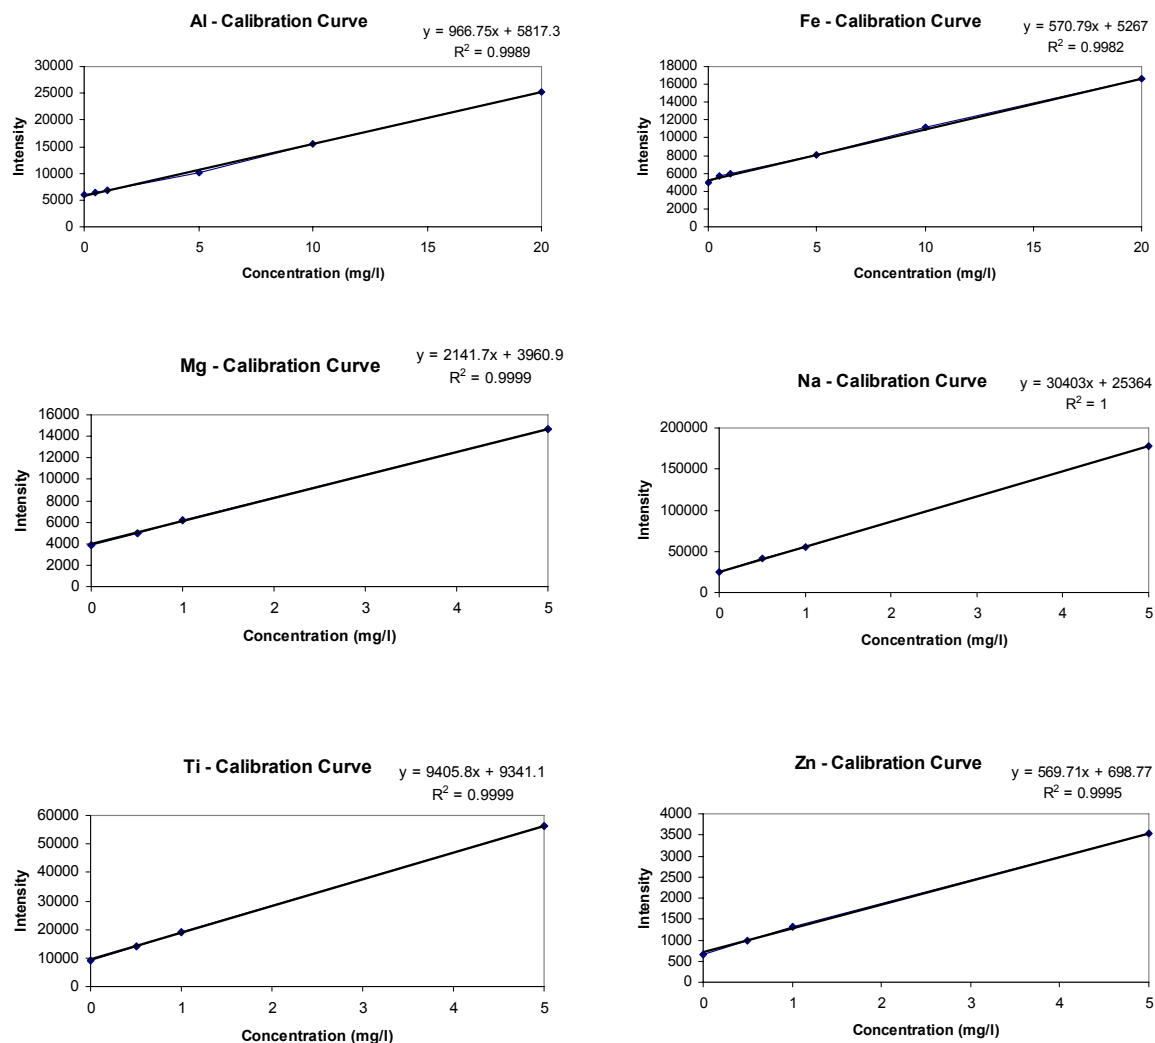 Al - Calibration Curve
y = 966.75x + 5817.3
R² = 0.9989
30000
25000
20000
15000
10000
5000
0
Intensity
0 5 10 15 20
Concentration (mg/l)
Fe - Calibration Curve
y = 570.79x + 5267
R² = 0.9982
18000
16000
14000
12000
10000
8000
6000
4000
2000
0
Intensity
0 5 10 15 20
Concentration (mg/l)
Mg - Calibration Curve
y = 2141.7x + 3960.9
R² = 0.9999
16000
14000
12000
10000
8000
6000
4000
2000
0
Intensity
0 1 2 3 4 5
Concentration (mg/l)
Na - Calibration Curve
y = 30403x + 25364
R² = 1
200000
150000
100000
50000
0
Intensity
0 1 2 3 4 5
Concentration (mg/l)
Ti - Calibration Curve
y = 9405.8x + 9341.1
R² = 0.9999
60000
50000
40000
30000
20000
10000
0
Intensity
0 1 2 3 4 5
Concentration (mg/l)
Zn - Calibration Curve
y = 569.71x + 698.77
R² = 0.9995
4000
3500
3000
2500
2000
1500
1000
500
0
Intensity
0 1 2 3 4 5
Concentration (mg/l)